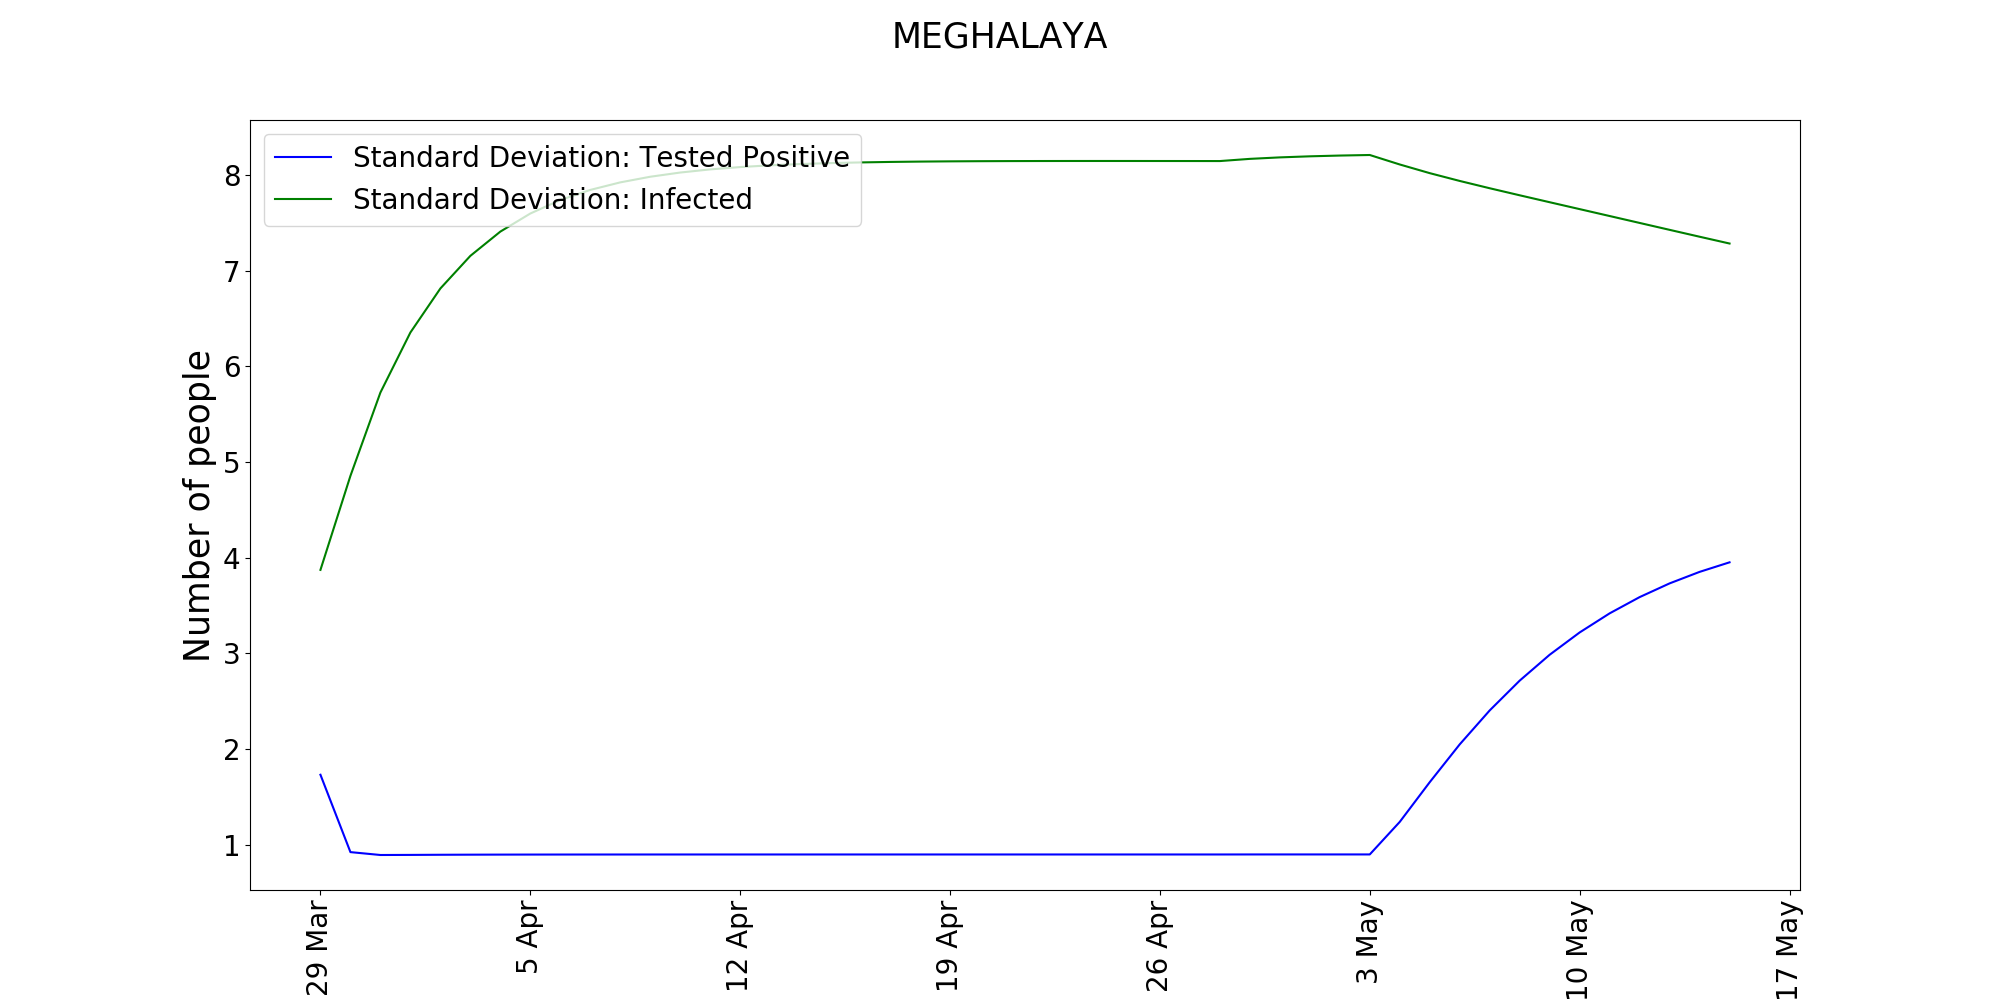 MEGHALAYA
Standard Deviation: Tested Positive
Standard Deviation: Infected
Number of people
8
7
6
5
4
3
2
1
29 Mar
5 Apr
12 Apr
19 Apr
26 Apr
3 May
10 May
17 May